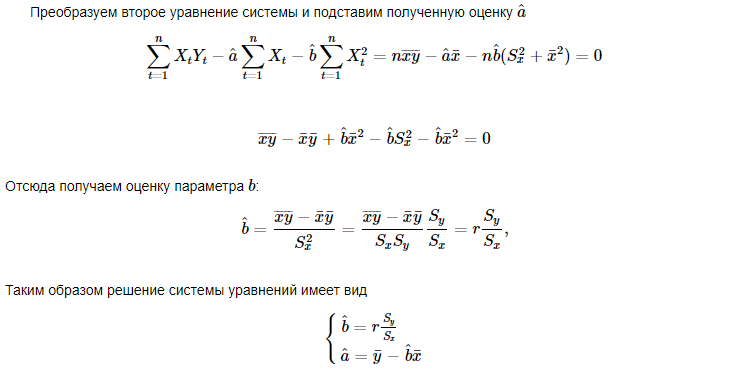 Преобразуем второе уравнение системы и подставим полученную оценку $\hat{a}$
$\sum_{t=1}^{n} X_t Y_t - \hat{a} \sum_{t=1}^{n} X_t - \hat{b} \sum_{t=1}^{n} X_t^2 = n\overline{xy} - \hat{a}\bar{x} - n\hat{b}(S_x^2 + \bar{x}^2) = 0$
$\overline{xy} - \bar{x}\bar{y} + \hat{b}\bar{x}^2 - \hat{b}S_x^2 - \hat{b}\bar{x}^2 = 0$
Отсюда получаем оценку параметра $b$:
$\hat{b} = \frac{\overline{xy} - \bar{x}\bar{y}}{S_x^2} = \frac{\overline{xy} - \bar{x}\bar{y}}{S_x S_y} \frac{S_y}{S_x} = r\frac{S_y}{S_x},$
Таким образом решение системы уравнений имеет вид
$\begin{cases} \hat{b} = r\frac{S_y}{S_x} \\ \hat{a} = \bar{y} - \hat{b}\bar{x} \end{cases}$